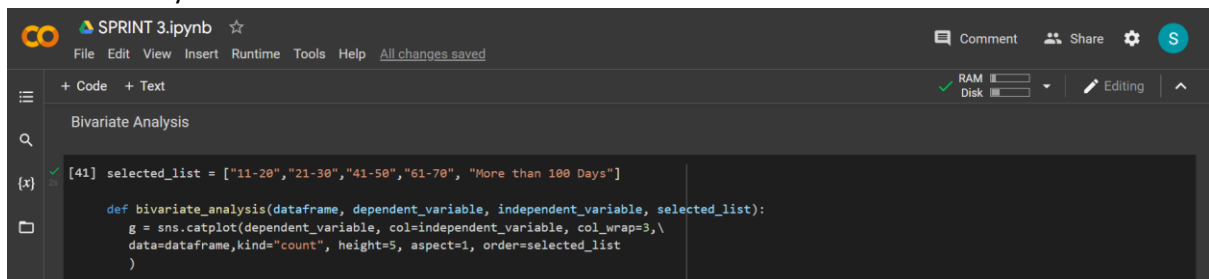 SPRINT 3.ipynb
File Edit View Insert Runtime Tools Help All changes saved
Comment Share S
+ Code + Text
RAM
Disk
Editing
Bivariate Analysis
{x}
[41] selected_list = ["11-20","21-30","41-50","61-70", "More than 100 Days"]
2s
def bivariate_analysis(dataframe, dependent_variable, independent_variable, selected_list):
g = sns.catplot(dependent_variable, col=independent_variable, col_wrap=3,\
data=dataframe,kind="count", height=5, aspect=1, order=selected_list
)